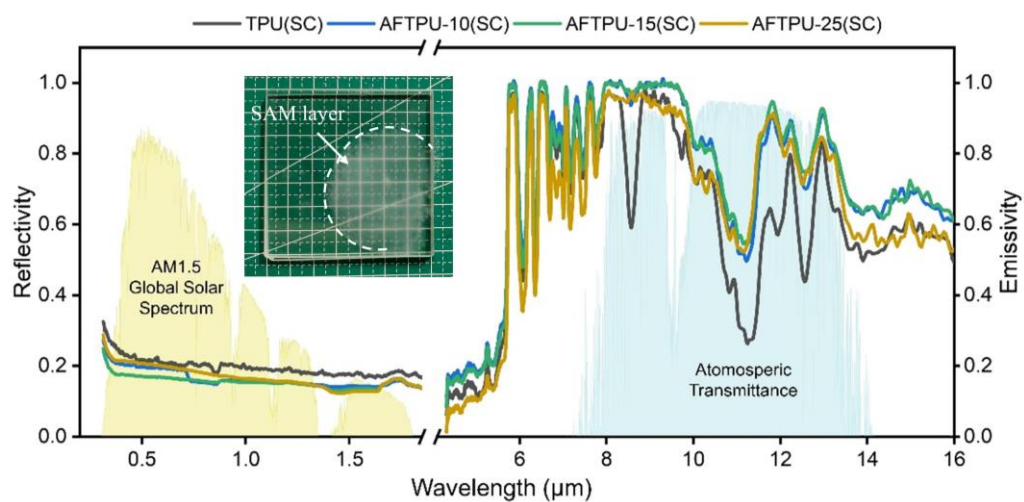 TPU(SC) AFTPU-10(SC) AFTPU-15(SC) AFTPU-25(SC)
1.0
0.8
0.6
0.4
0.2
0.0
Reflectivity
SAM layer
AM1.5
Global Solar
Spectrum
Atomosperic
Transmittance
1.0
0.8
0.6
0.4
0.2
0.0
Emissivity
0.5 1.0 1.5 6 8 10 12 14 16
Wavelength (μm)